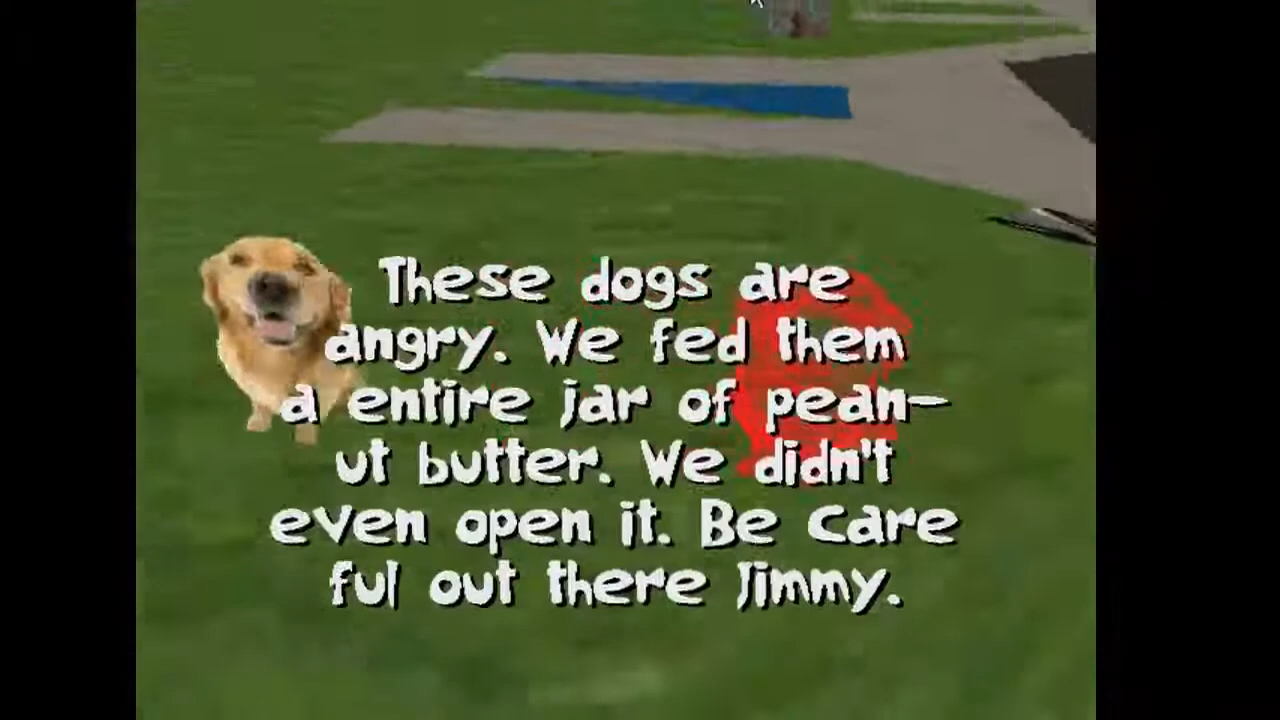 These dogs are
angry. We fed them
a entire jar of pean-
ut butter. We didn't
even open it. Be care
ful out there Jimmy.